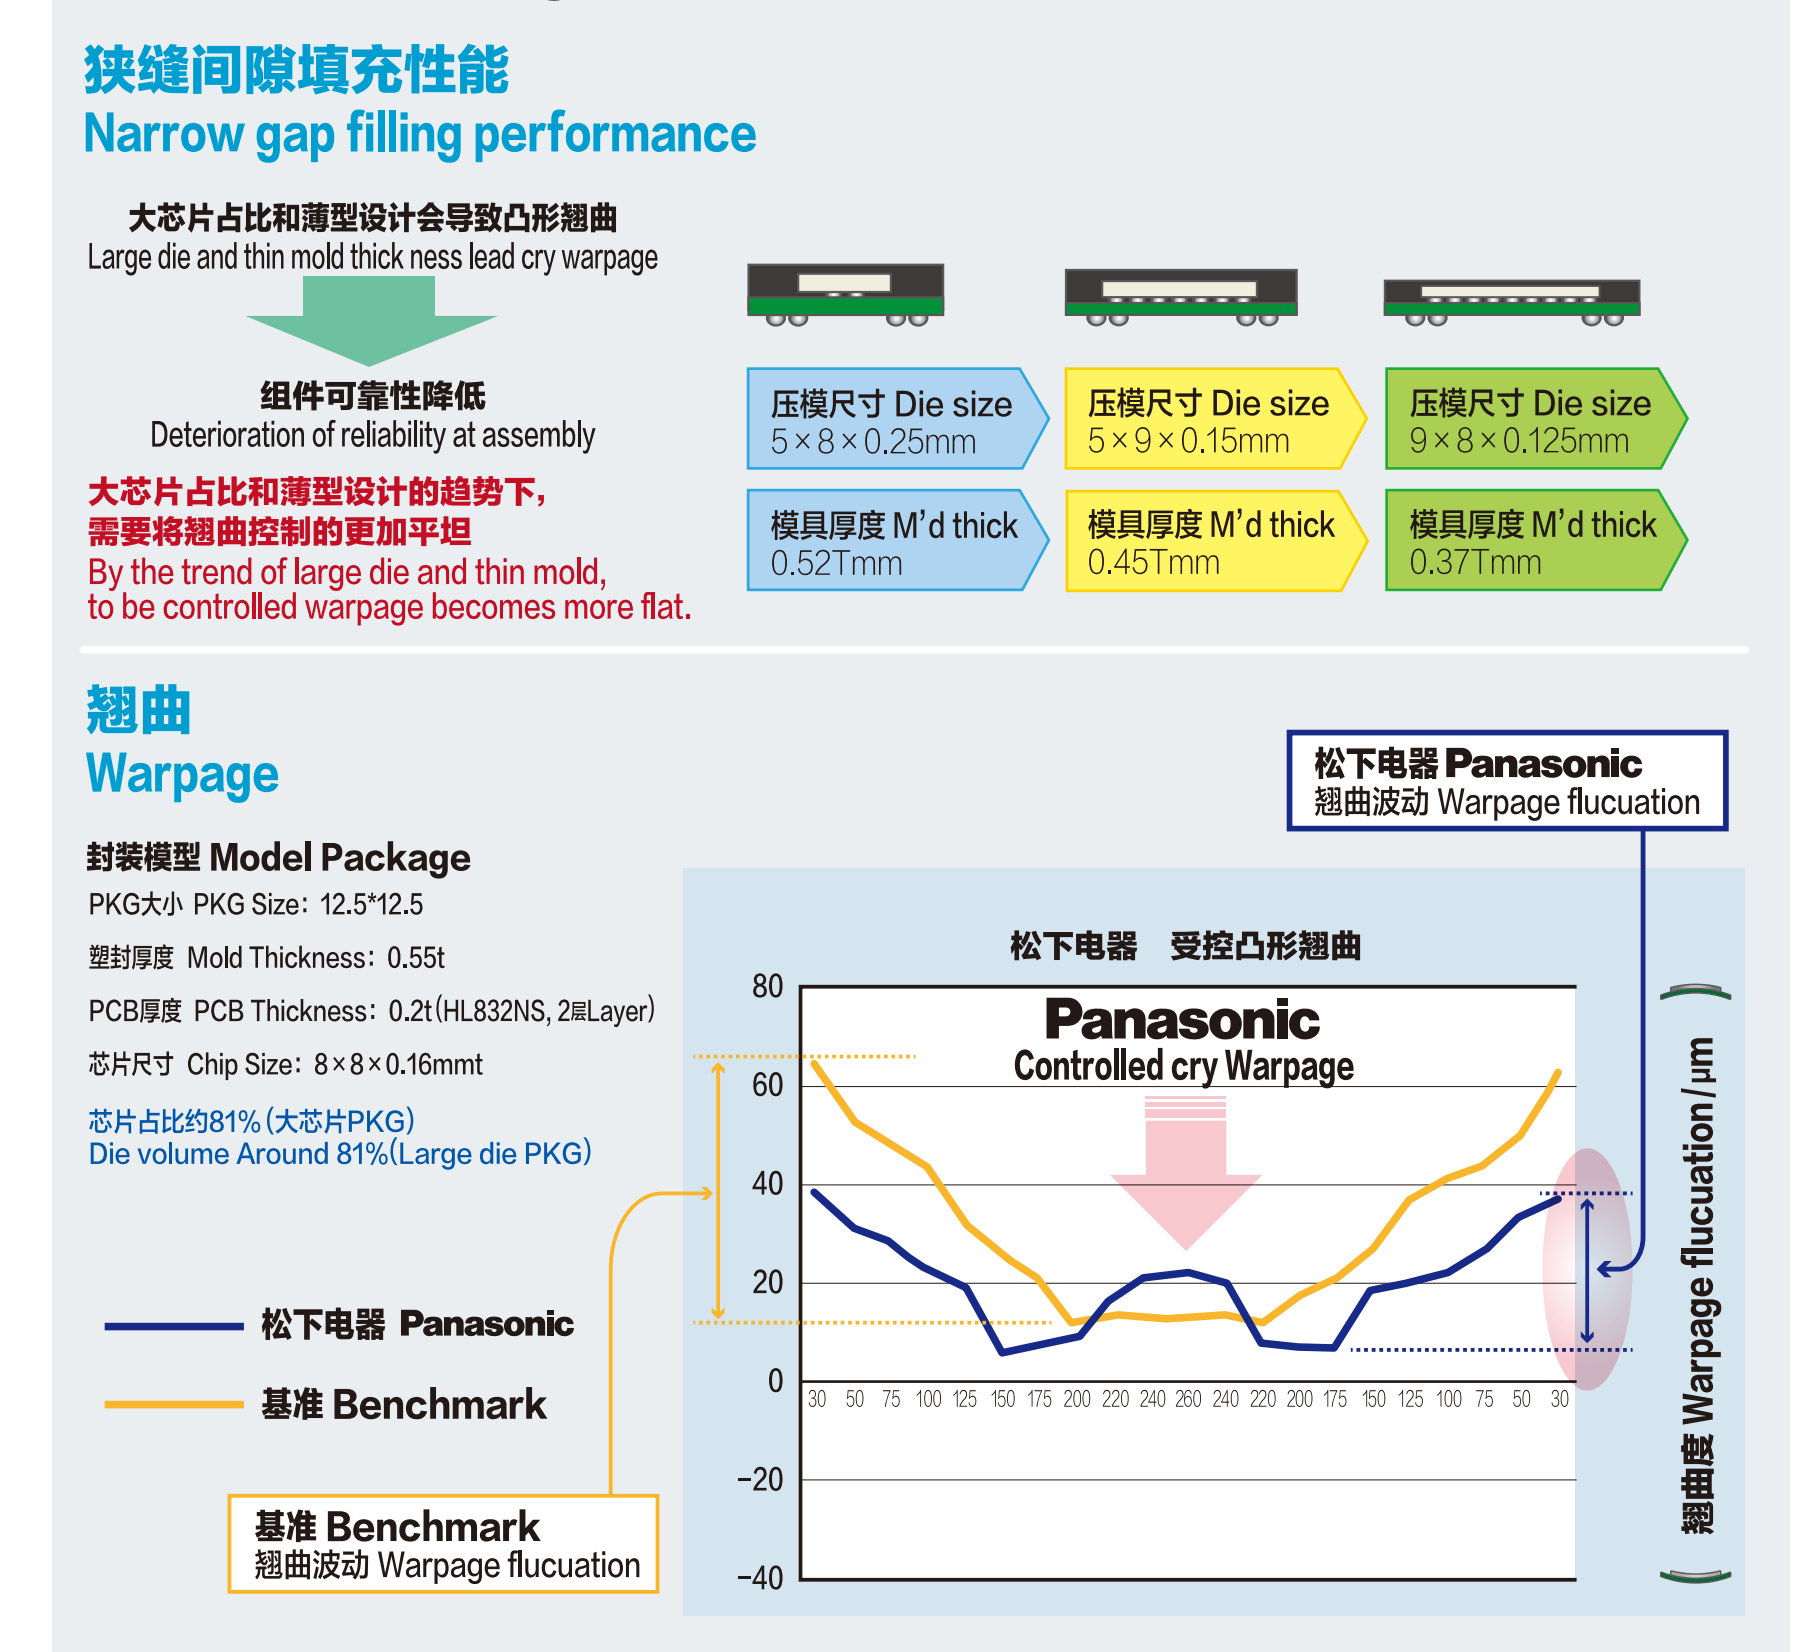 狭缝间隙填充性能
Narrow gap filling performance
大芯片占比和薄型设计会导致凸形翘曲
Large die and thin mold thick ness lead cry warpage
组件可靠性降低
Deterioration of reliability at assembly
大芯片占比和薄型设计的趋势下,
需要将翘曲控制的更加平坦
By the trend of large die and thin mold,
to be controlled warpage becomes more flat.
压模尺寸 Die size
5×8×0.25mm
压模尺寸 Die size
5×9×0.15mm
压模尺寸 Die size
9×8×0.125mm
模具厚度 M’d thick
0.52Tmm
模具厚度 M’d thick
0.45Tmm
模具厚度 M’d thick
0.37Tmm
翘曲
Warpage
封装模型 Model Package
PKG大小 PKG Size: 12.5*12.5
塑封厚度 Mold Thickness: 0.55t
PCB厚度 PCB Thickness: 0.2t(HL832NS, 2层Layer)
芯片尺寸 Chip Size: 8×8×0.16mmt
芯片占比约81% (大芯片PKG)
Die volume Around 81%(Large die PKG)
松下电器 Panasonic
基准 Benchmark
基准 Benchmark
翘曲波动 Warpage flucuation
松下电器 Panasonic
翘曲波动 Warpage flucuation
松下电器 受控凸形翘曲
Panasonic
Controlled cry Warpage
80
60
40
20
0
-20
-40
30 50 75 100 125 150 175 200 220 240 260 240 220 200 175 150 125 100 75 50 30
翘曲度 Warpage flucuation/μm